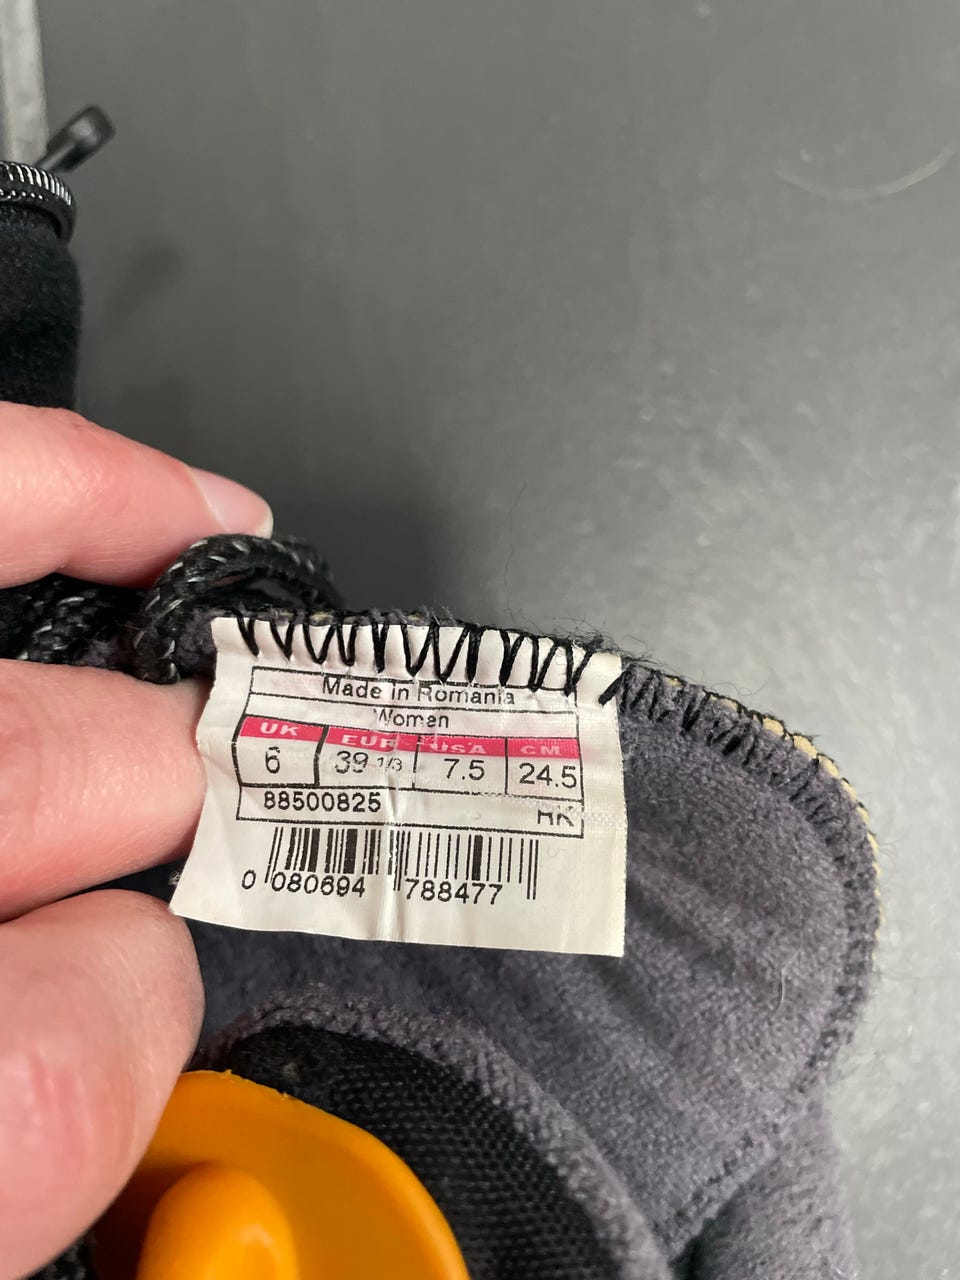 Made in Romania
Woman
UK EUR USA CM
6 39 1/3 7.5 24.5
88500825 RK
0 080694 788477